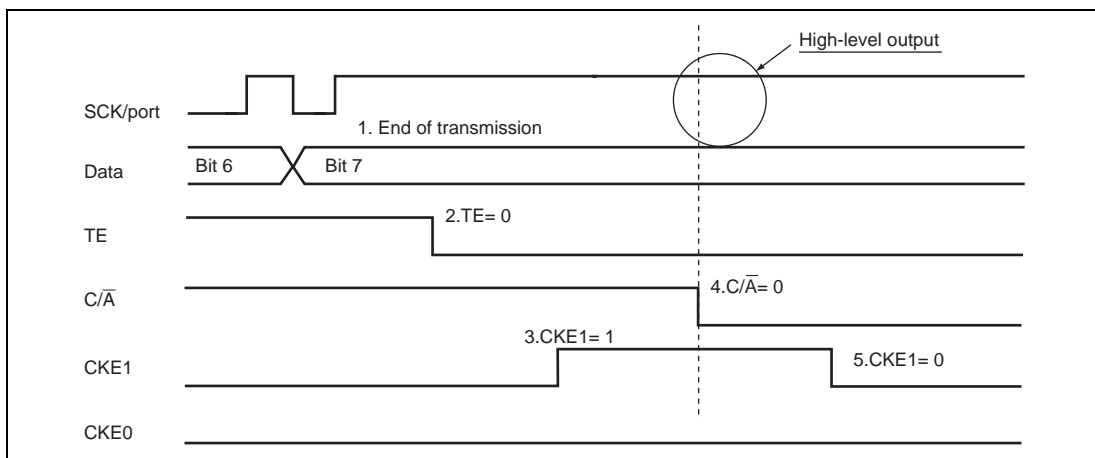 High-level output
SCK/port
1. End of transmission
Data
Bit 6
Bit 7
TE
2.TE= 0
C/A̅
4.C/A̅= 0
3.CKE1= 1
CKE1
5.CKE1= 0
CKE0